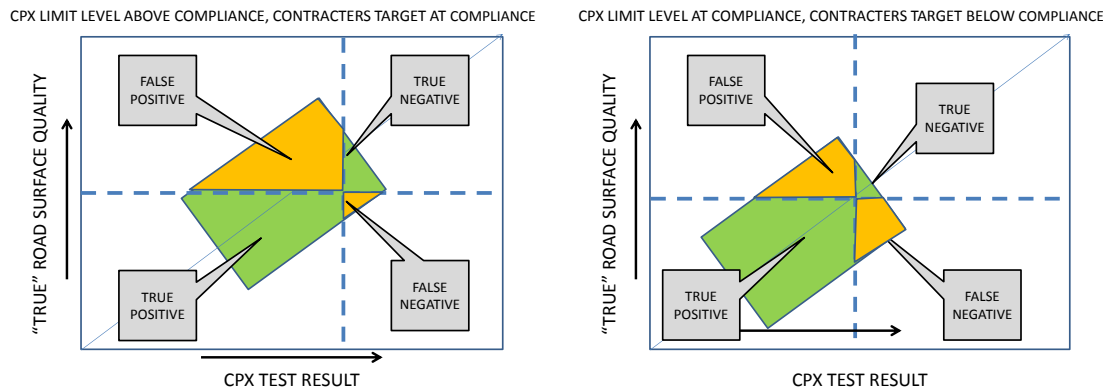 CPX LIMIT LEVEL ABOVE COMPLIANCE, CONTRACTERS TARGET AT COMPLIANCE
FALSE
POSITIVE
TRUE
NEGATIVE
TRUE
POSITIVE
FALSE
NEGATIVE
“TRUE” ROAD SURFACE QUALITY
CPX TEST RESULT
CPX LIMIT LEVEL AT COMPLIANCE, CONTRACTERS TARGET BELOW COMPLIANCE
FALSE
POSITIVE
TRUE
NEGATIVE
TRUE
POSITIVE
FALSE
NEGATIVE
“TRUE” ROAD SURFACE QUALITY
CPX TEST RESULT